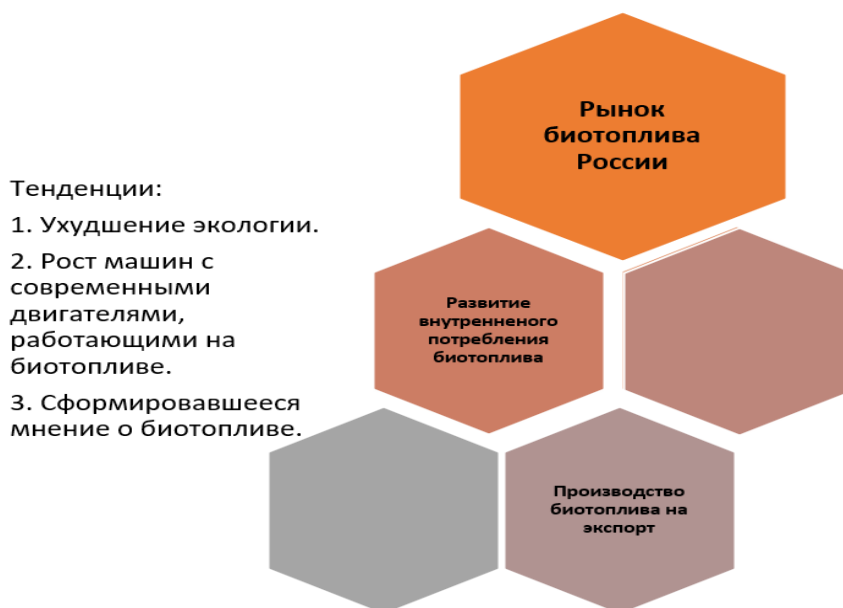 Рынок
биотоплива
России
Тенденции:
1. Ухудшение экологии.
2. Рост машин с
современными
двигателями,
работающими на
биотопливе.
3. Сформировавшееся
мнение о биотопливе.
Развитие
внутренненого
потребления
биотоплива
Производство
биотоплива на
экспорт